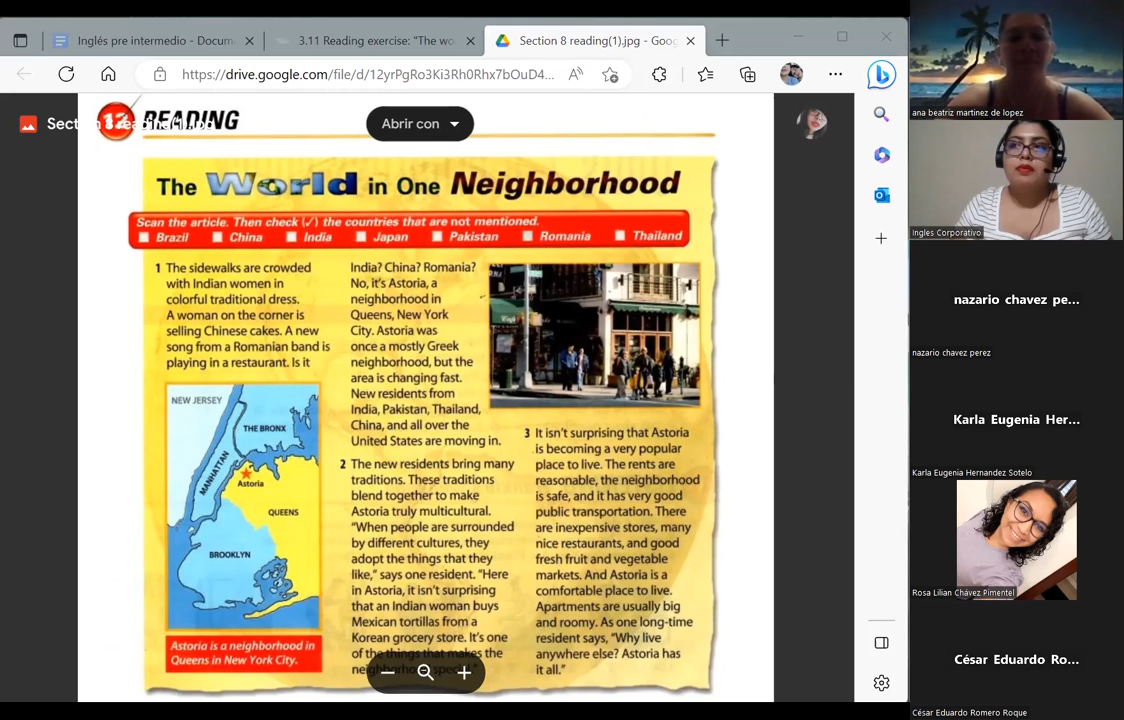 Inglés pre intermedio - Docum
3.11 Reading exercise: "The wo
Section 8 reading(1).jpg - Goog
https://drive.google.com/file/d/12yrPgRo3Ki3Rh0Rhx7bOuD4...
12 READING
Abrir con
The World in One Neighborhood
Scan the article. Then check (✓) the countries that are not mentioned.
Brazil China India Japan Pakistan Romania Thailand
1 The sidewalks are crowded
with Indian women in
colorful traditional dress.
A woman on the corner is
selling Chinese cakes. A new
song from a Romanian band is
playing in a restaurant. Is it
India? China? Romania?
No, it's Astoria, a
neighborhood in
Queens, New York
City. Astoria was
once a mostly Greek
neighborhood, but the
area is changing fast.
New residents from
India, Pakistan, Thailand,
China, and all over the
United States are moving in.
2 The new residents bring many
traditions. These traditions
blend together to make
Astoria truly multicultural.
"When people are surrounded
by different cultures, they
adopt the things that they
like," says one resident. "Here
in Astoria, it isn't surprising
that an Indian woman buys
Mexican tortillas from a
Korean grocery store. It's one
of the things that makes the
neighborhood special."
3 It isn't surprising that Astoria
is becoming a very popular
place to live. The rents are
reasonable, the neighborhood
is safe, and it has very good
public transportation. There
are inexpensive stores, many
nice restaurants, and good
fresh fruit and vegetable
markets. And Astoria is a
comfortable place to live.
Apartments are usually big
and roomy. As one long-time
resident says, "Why live
anywhere else? Astoria has
it all."
NEW JERSEY
THE BRONX
MANHATTAN
Astoria
QUEENS
BROOKLYN
Astoria is a neighborhood in
Queens in New York City.
ana beatriz martinez de lopez
Ingles Corporativo
nazario chavez pe...
nazario chavez perez
Karla Eugenia Her...
Karla Eugenia Hernandez Sotelo
Rosa Lilian Chávez Pimentel
César Eduardo Ro...
César Eduardo Romero Roque